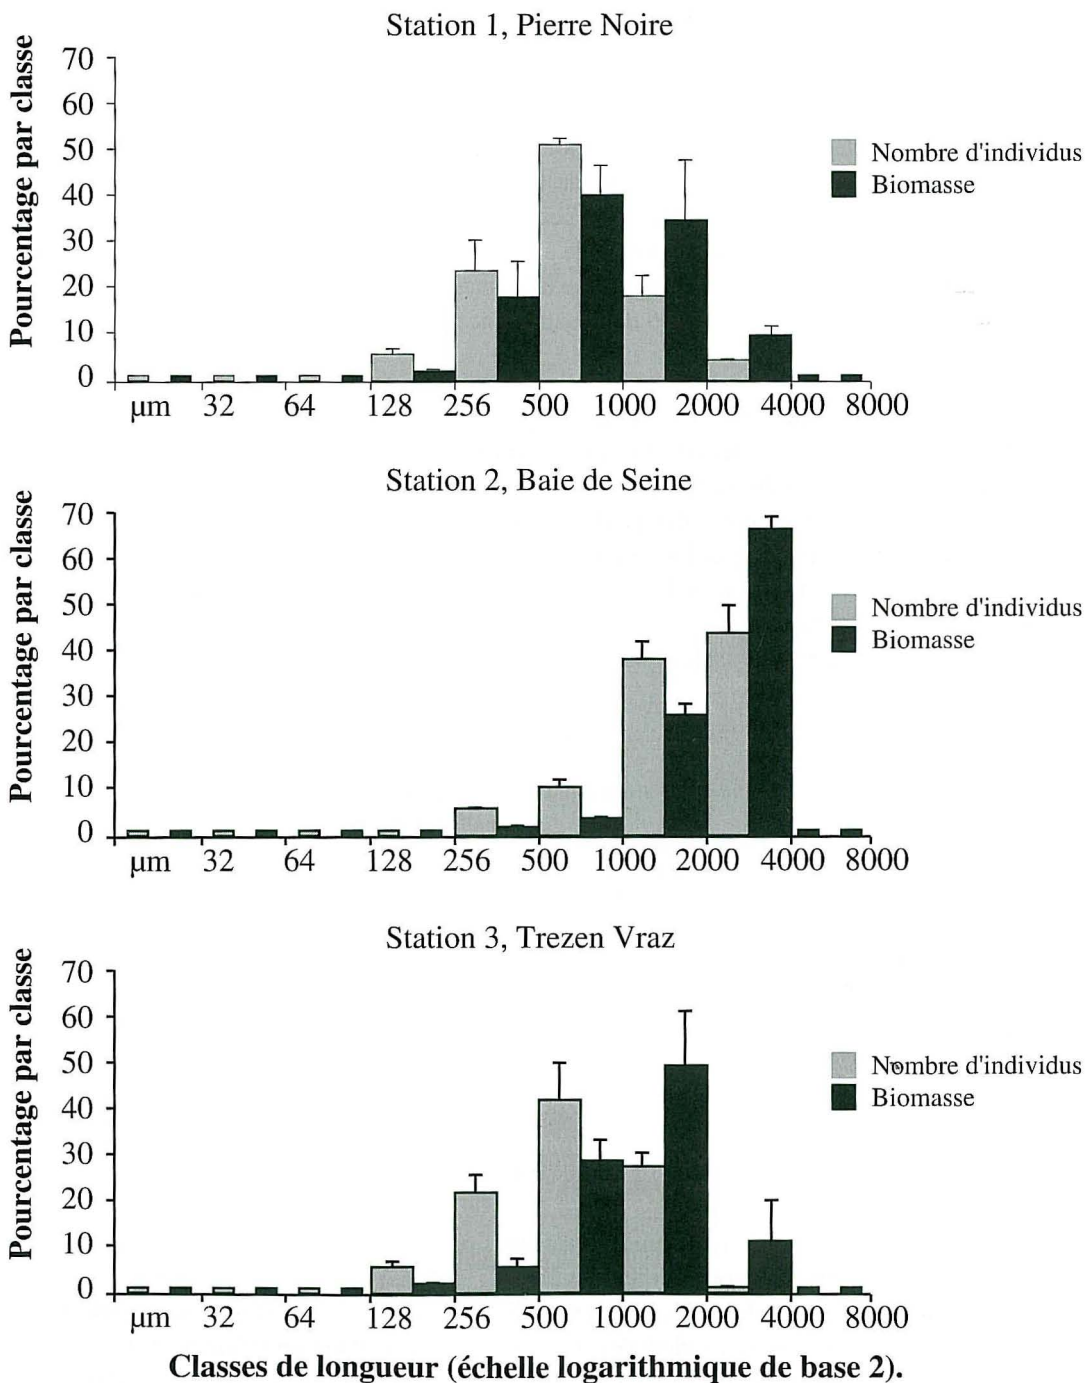 Station 1, Pierre Noire
Pourcentage par classe
70
60
50
40
30
20
10
0
Nombre d'individus
Biomasse
µm 32 64 128 256 500 1000 2000 4000 8000
Station 2, Baie de Seine
Pourcentage par classe
70
60
50
40
30
20
10
0
Nombre d'individus
Biomasse
µm 32 64 128 256 500 1000 2000 4000 8000
Station 3, Trezen Vraz
Pourcentage par classe
70
60
50
40
30
20
10
0
Nombre d'individus
Biomasse
µm 32 64 128 256 500 1000 2000 4000 8000
Classes de longueur (échelle logarithmique de base 2).